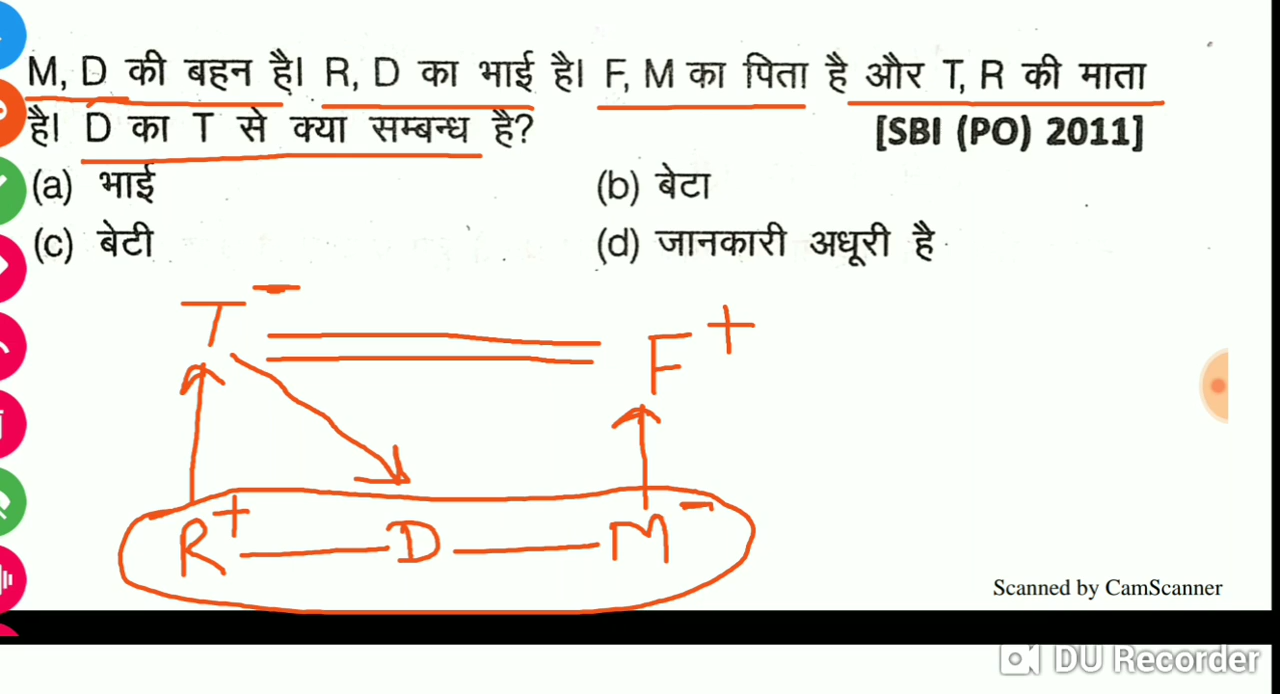 M, D की बहन है। R, D का भाई है। F, M का पिता है और T, R की माता
है। D का T से क्या सम्बन्ध है? [SBI (PO) 2011]
(a) भाई (b) बेटा
(c) बेटी (d) जानकारी अधूरी है
T − F +
R + D M −
Scanned by CamScanner
DU Recorder